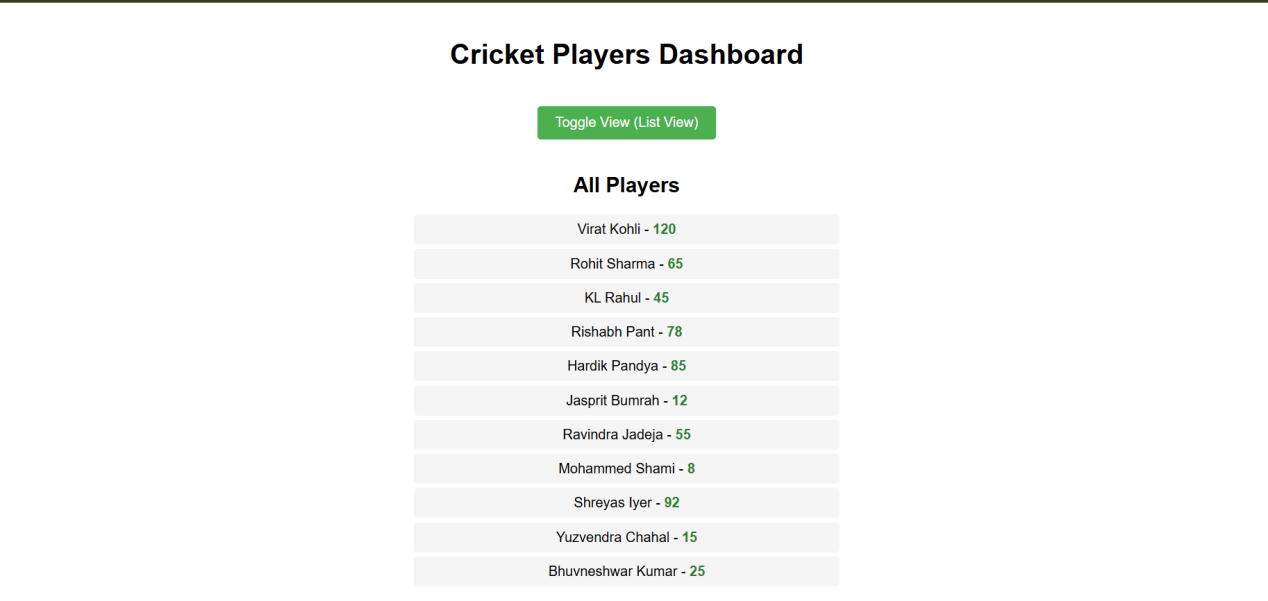 Cricket Players Dashboard
Toggle View (List View)
All Players
Virat Kohli - 120
Rohit Sharma - 65
KL Rahul - 45
Rishabh Pant - 78
Hardik Pandya - 85
Jasprit Bumrah - 12
Ravindra Jadeja - 55
Mohammed Shami - 8
Shreyas Iyer - 92
Yuzvendra Chahal - 15
Bhuvneshwar Kumar - 25